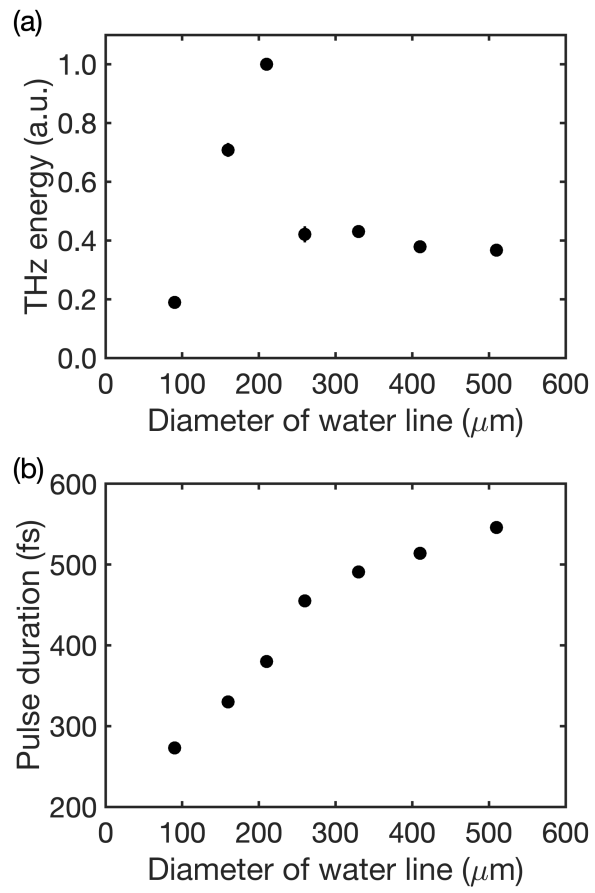 (a)
THz energy (a.u.)
1.0
0.8
0.6
0.4
0.2
0.0
0 100 200 300 400 500 600
Diameter of water line (μm)
(b)
Pulse duration (fs)
600
500
400
300
200
0 100 200 300 400 500 600
Diameter of water line (μm)